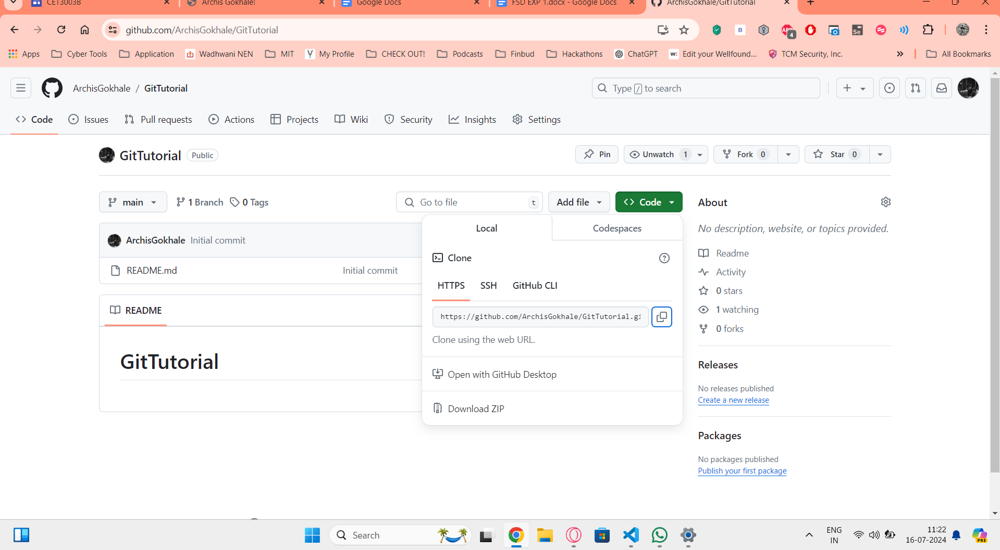 CET3003B
Archis Gokhale!
Google Docs
FSD EXP 1.docx - Google Docs
ArchisGokhale/GitTutorial
github.com/ArchisGokhale/GitTutorial
B
ABP
4
Se
Apps
Cyber Tools
Application
Wadhwani NEN
MIT
My Profile
CHECK OUT!
Podcasts
Finbud
Hackathons
ChatGPT
w:
Edit your Wellfound...
TCM Security, Inc.
»
All Bookmarks
ArchisGokhale / GitTutorial
Type / to search
Code
Issues
Pull requests
Actions
Projects
Wiki
Security
Insights
Settings
GitTutorial Public
Pin
Unwatch 1
Fork 0
Star 0
main
1 Branch
0 Tags
Go to file t
Add file
Code
About
No description, website, or topics provided.
Local
Codespaces
ArchisGokhale Initial commit
Clone
Readme
README.md Initial commit
Activity
HTTPS SSH GitHub CLI
0 stars
README
https://github.com/ArchisGokhale/GitTutorial.gi
1 watching
0 forks
Clone using the web URL.
GitTutorial
Releases
Open with GitHub Desktop
No releases published
Create a new release
Download ZIP
Packages
No packages published
Publish your first package
Search
ENG
IN
11:22
16-07-2024
PRE